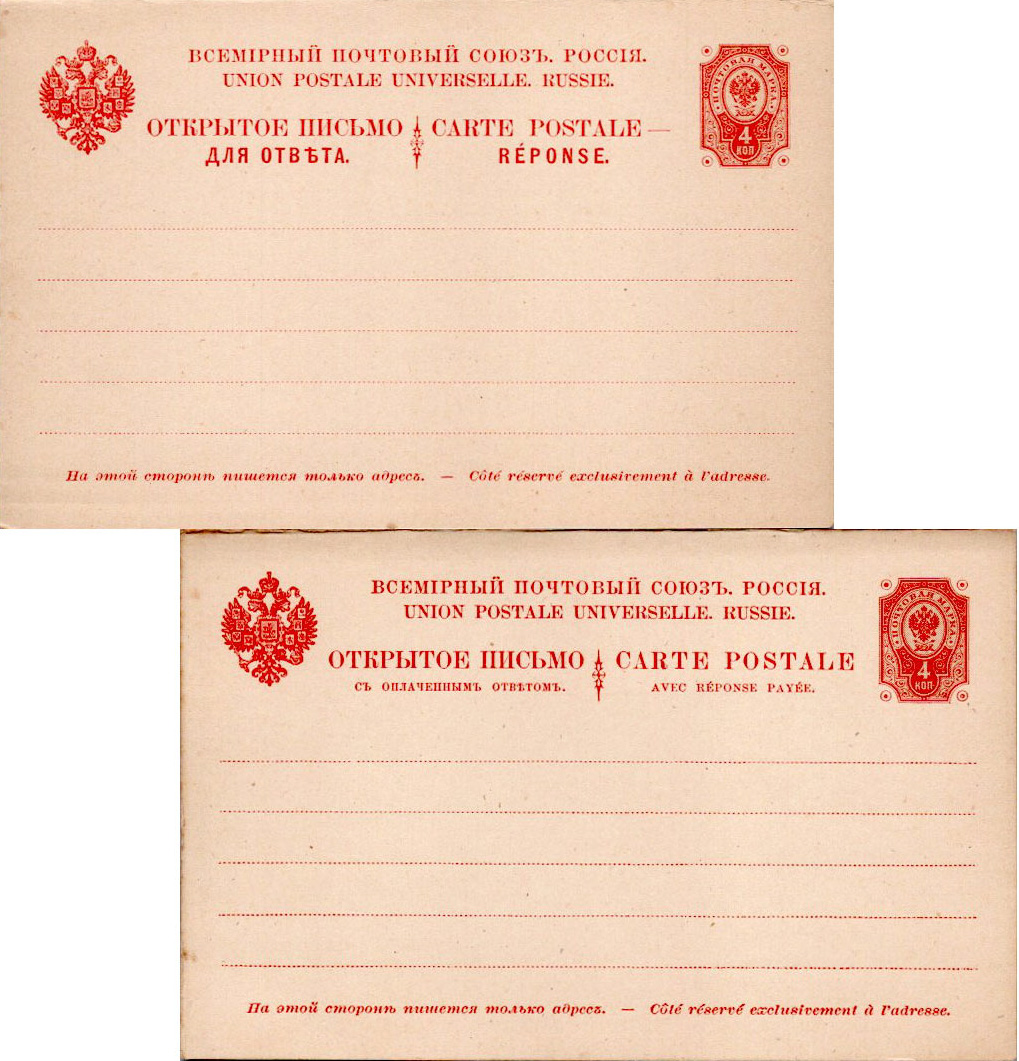 ВСЕМІРНЫЙ ПОЧТОВЫЙ СОЮЗЪ. РОССІЯ.
UNION POSTALE UNIVERSELLE. RUSSIE.
ОТКРЫТОЕ ПИСЬМО CARTE POSTALE —
ДЛЯ ОТВѢТА. RÉPONSE.
ПОЧТОВАЯ МАРКА
4
КОП
На этой сторонѣ пишется только адресъ. — Côté réservé exclusivement à l'adresse.
ВСЕМІРНЫЙ ПОЧТОВЫЙ СОЮЗЪ. РОССІЯ.
UNION POSTALE UNIVERSELLE. RUSSIE.
ОТКРЫТОЕ ПИСЬМО CARTE POSTALE
СЪ ОПЛАЧЕННЫМЪ ОТВѢТОМЪ. AVEC RÉPONSE PAYÉE.
ПОЧТОВАЯ МАРКА
4
КОП
На этой сторонѣ пишется только адресъ. — Côté réservé exclusivement à l'adresse.